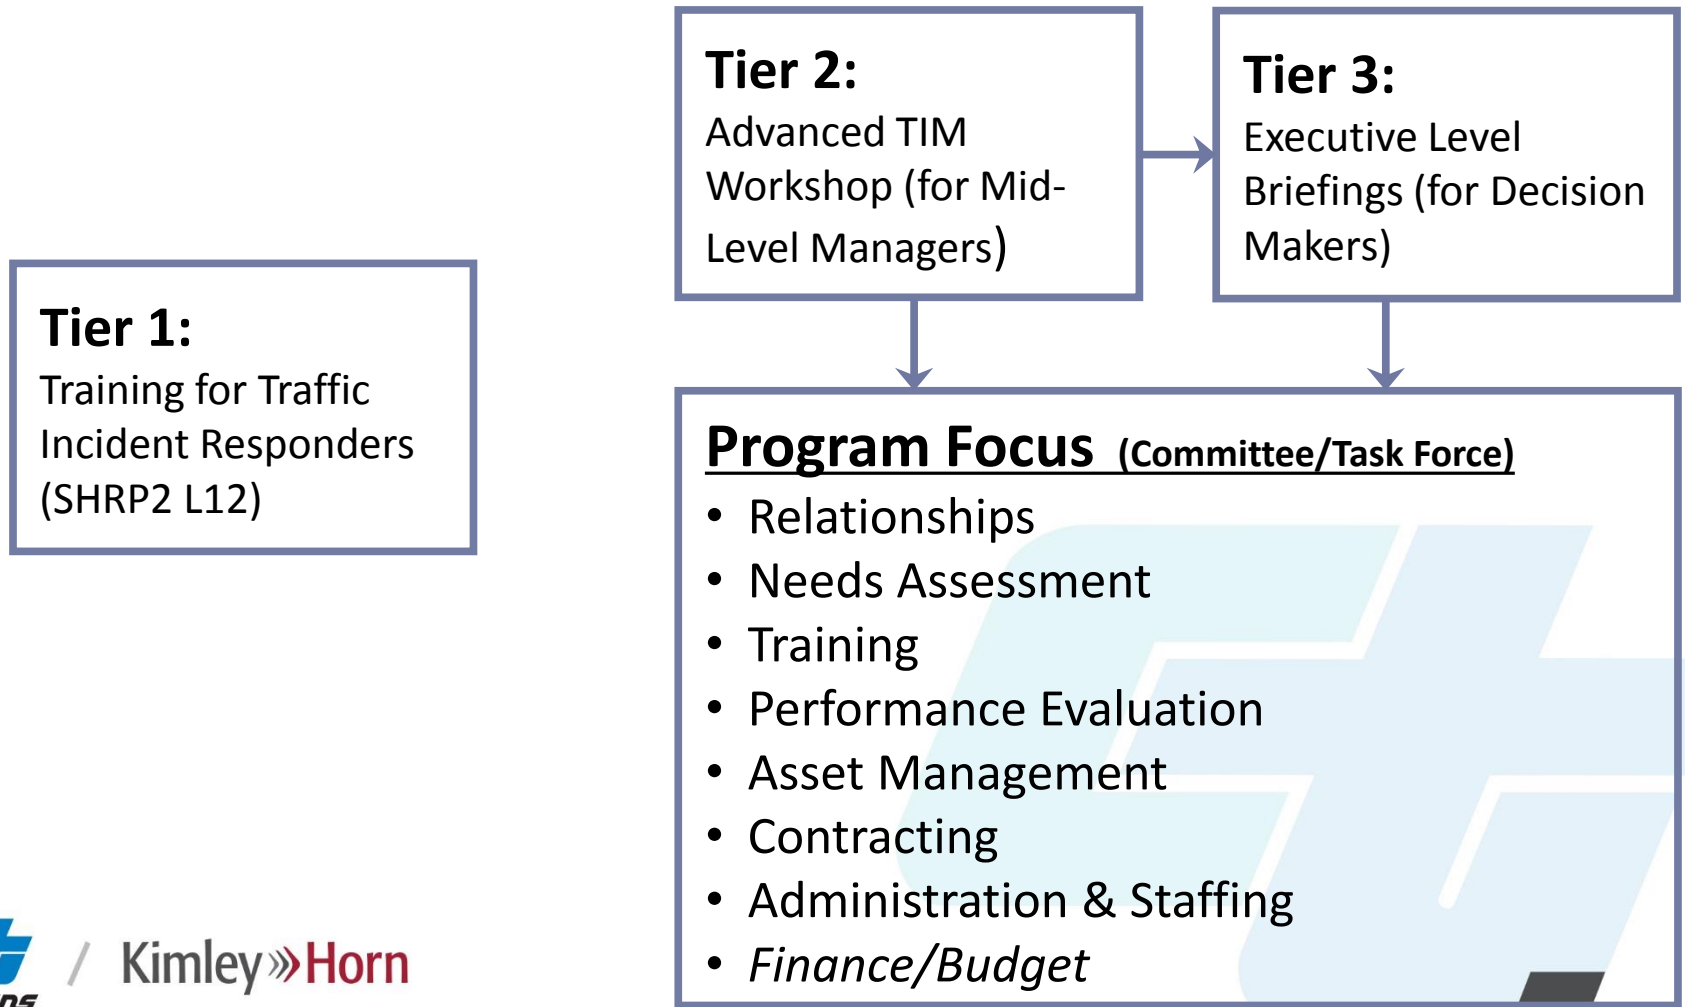 Tier 1:
Training for Traffic
Incident Responders
(SHRP2 L12)
Tier 2:
Advanced TIM
Workshop (for Mid-
Level Managers)
Tier 3:
Executive Level
Briefings (for Decision
Makers)
Program Focus (Committee/Task Force)
• Relationships
• Needs Assessment
• Training
• Performance Evaluation
• Asset Management
• Contracting
• Administration & Staffing
• Finance/Budget
Kimley»Horn